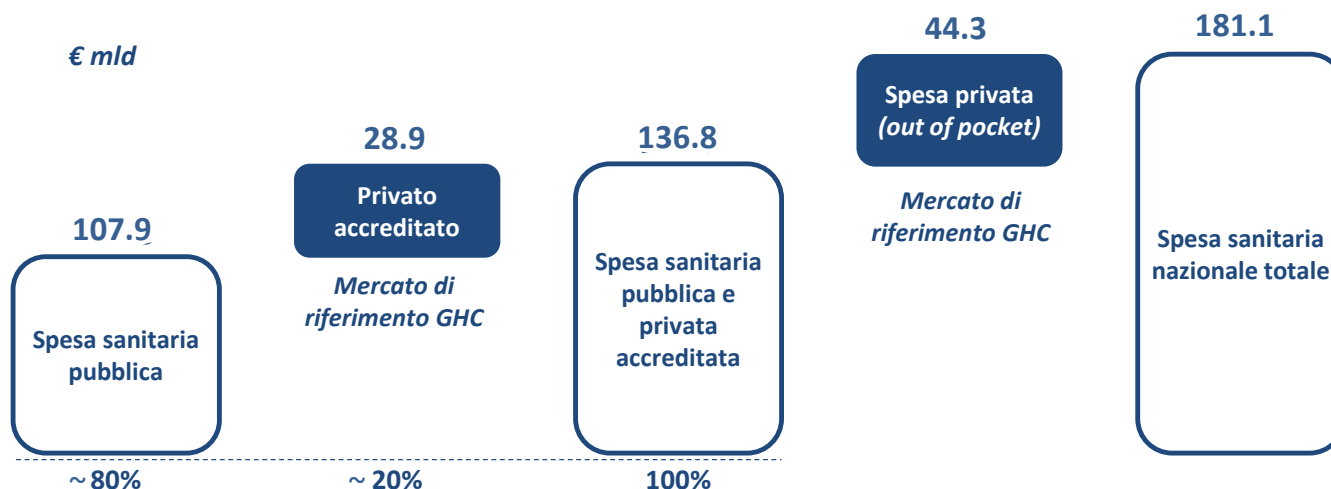 € mld
107.9
Spesa sanitaria
pubblica
~ 80%
28.9
Privato
accreditato
Mercato di
riferimento GHC
~ 20%
136.8
Spesa sanitaria
pubblica e
privata
accreditata
100%
44.3
Spesa privata
(out of pocket)
Mercato di
riferimento GHC
181.1
Spesa sanitaria
nazionale totale